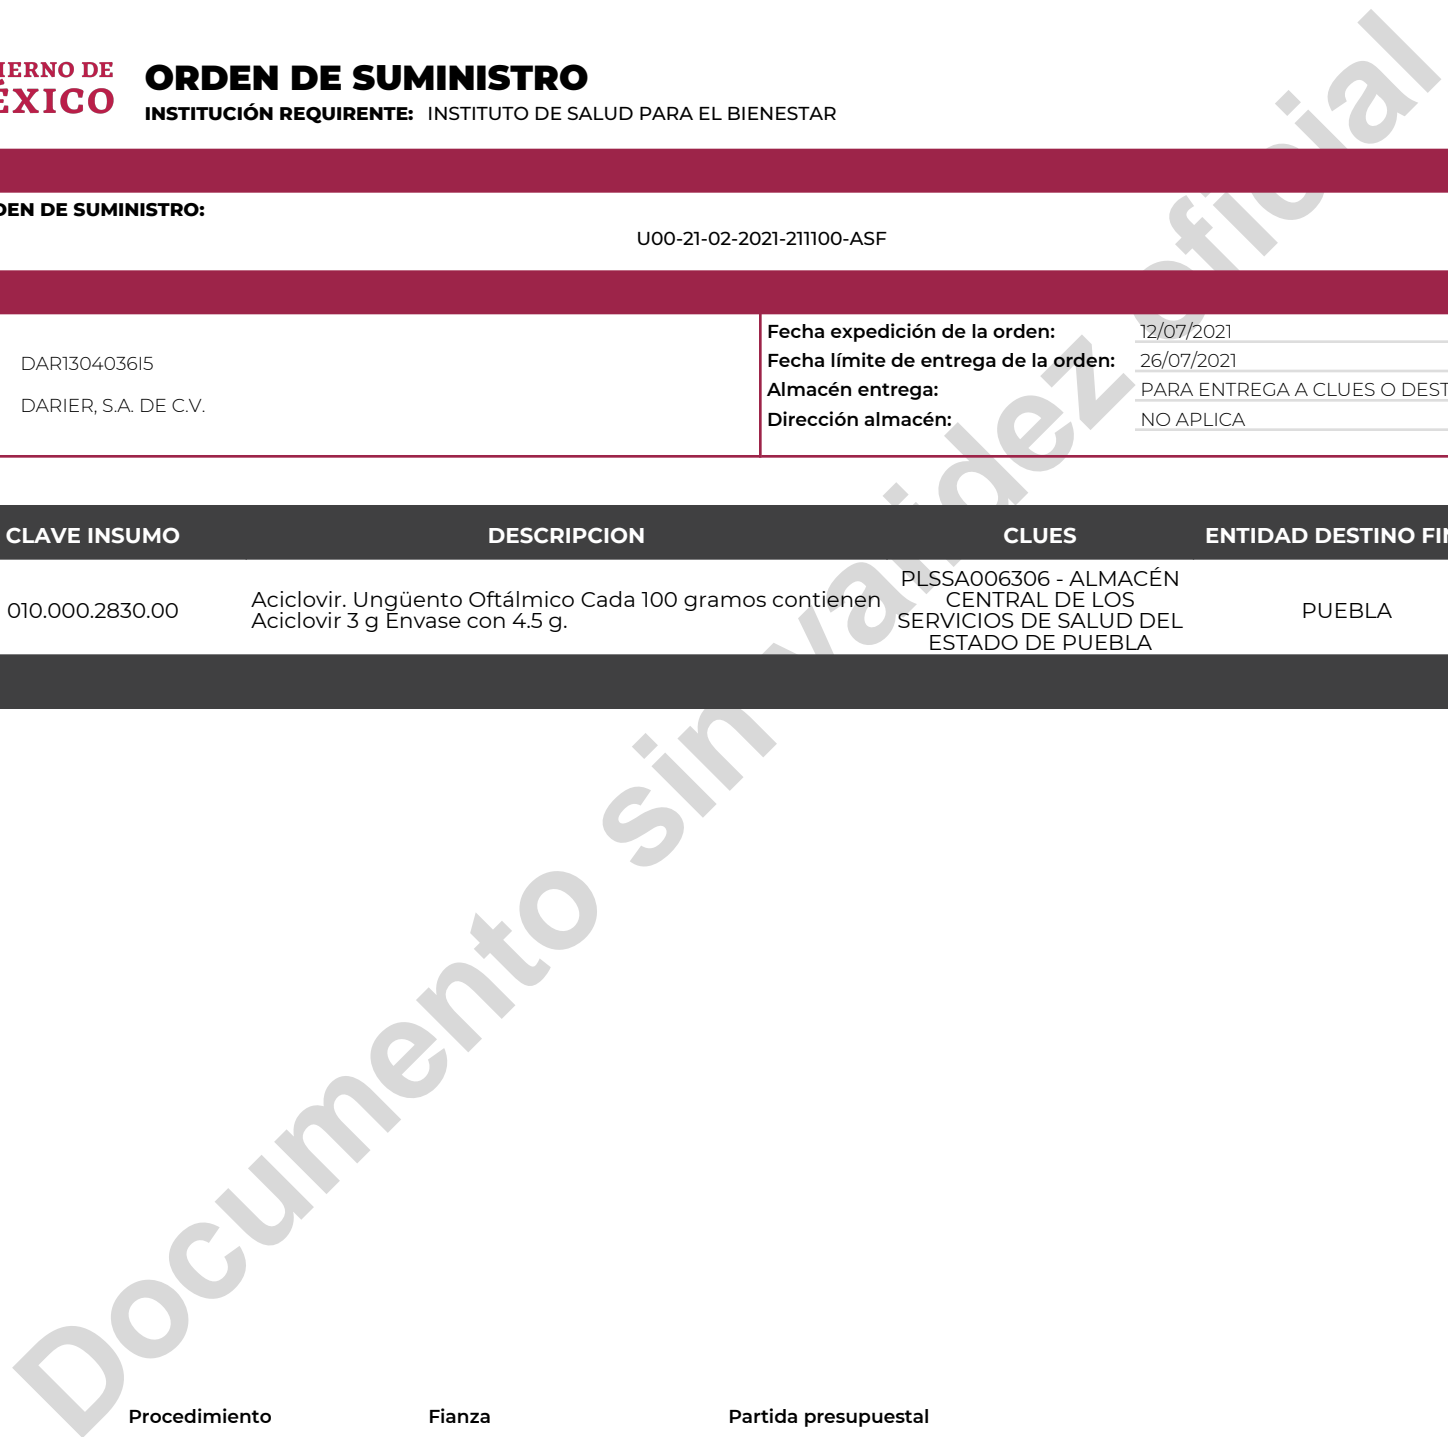 IERNO DE
ÉXICO
ORDEN DE SUMINISTRO
INSTITUCIÓN REQUIRENTE: INSTITUTO DE SALUD PARA EL BIENESTAR
DEN DE SUMINISTRO:
U00-21-02-2021-211100-ASF
DAR1304036I5
DARIER, S.A. DE C.V.
Fecha expedición de la orden: 12/07/2021
Fecha límite de entrega de la orden: 26/07/2021
Almacén entrega: PARA ENTREGA A CLUES O DEST
Dirección almacén: NO APLICA
CLAVE INSUMO DESCRIPCION CLUES ENTIDAD DESTINO FIN
010.000.2830.00
Aciclovir. Ungüento Oftálmico Cada 100 gramos contienen
Aciclovir 3 g Envase con 4.5 g.
PLSSA006306 - ALMACÉN
CENTRAL DE LOS
SERVICIOS DE SALUD DEL
ESTADO DE PUEBLA
PUEBLA
Documento sin validez oficial
Procedimiento Fianza Partida presupuestal